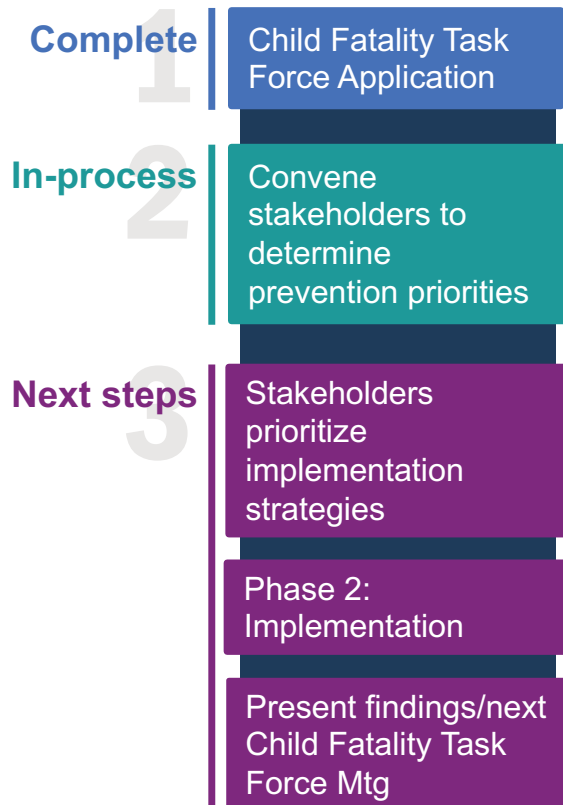 1
Complete
Child Fatality Task
Force Application
2
In-process
Convene
stakeholders to
determine
prevention priorities
3
Next steps
Stakeholders
prioritize
implementation
strategies
Phase 2:
Implementation
Present findings/next
Child Fatality Task
Force Mtg